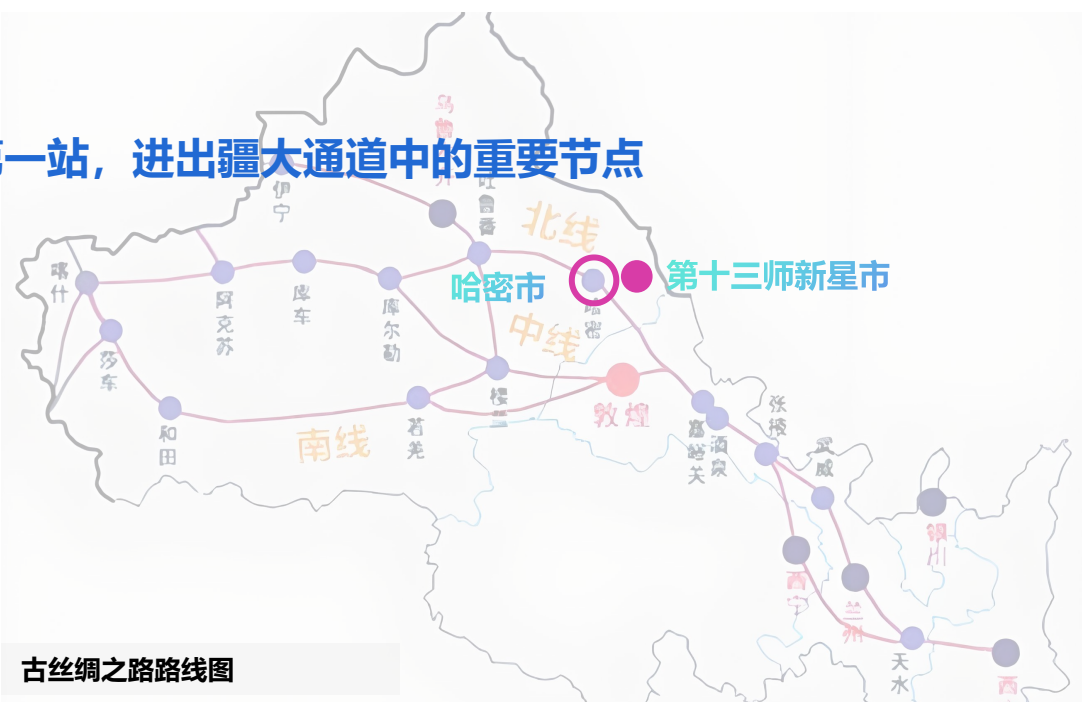 一站，进出疆大通道中的重要节点
伊宁
吐鲁番
北线
喀什
哈密市
第十三师新星市
阿克苏
库车
库尔勒
哈密
中线
莎车
和田
南线
若羌
楼兰
敦煌
嘉峪关
酒泉
张掖
武威
银川
西宁
兰州
天水
西
古丝绸之路路线图